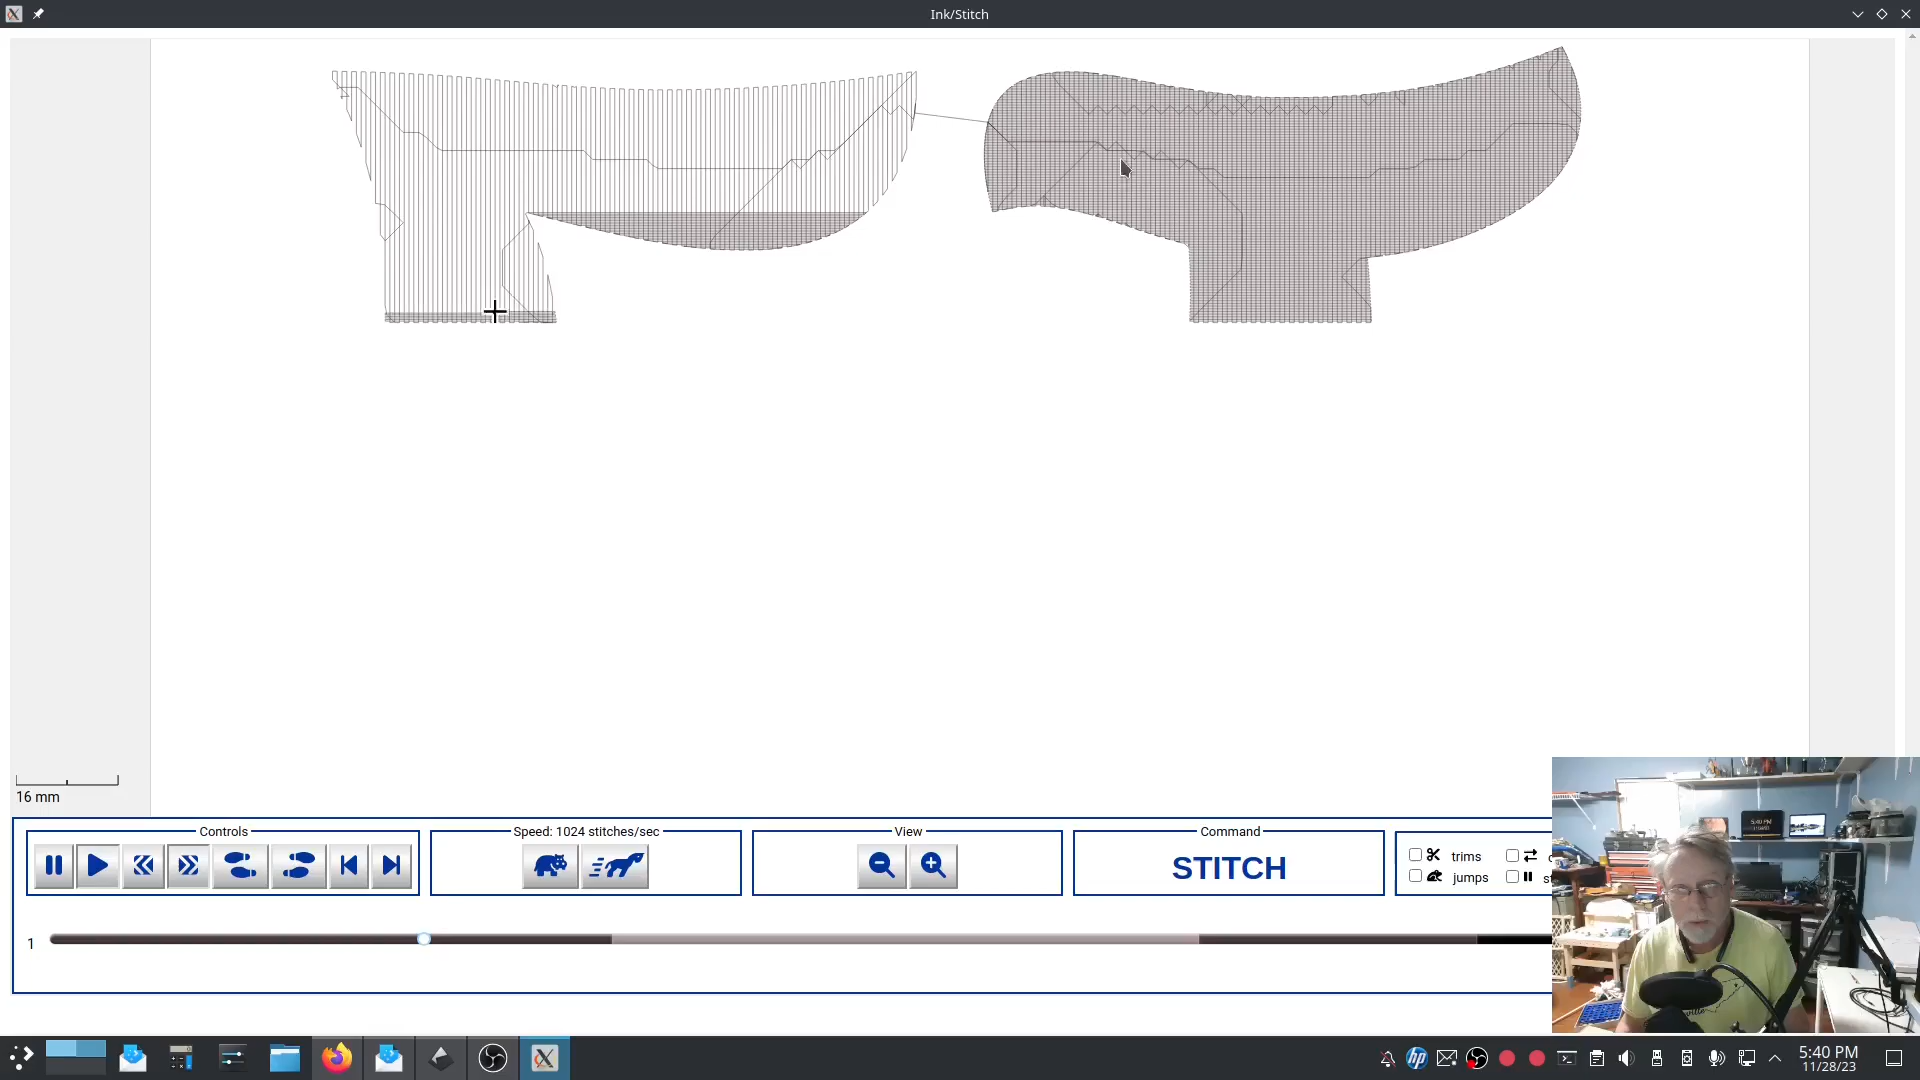 Ink/Stitch
16 mm
Controls
Speed: 1024 stitches/sec
View
Command
STITCH
trims
jumps
1
5:40 PM
11/28/23